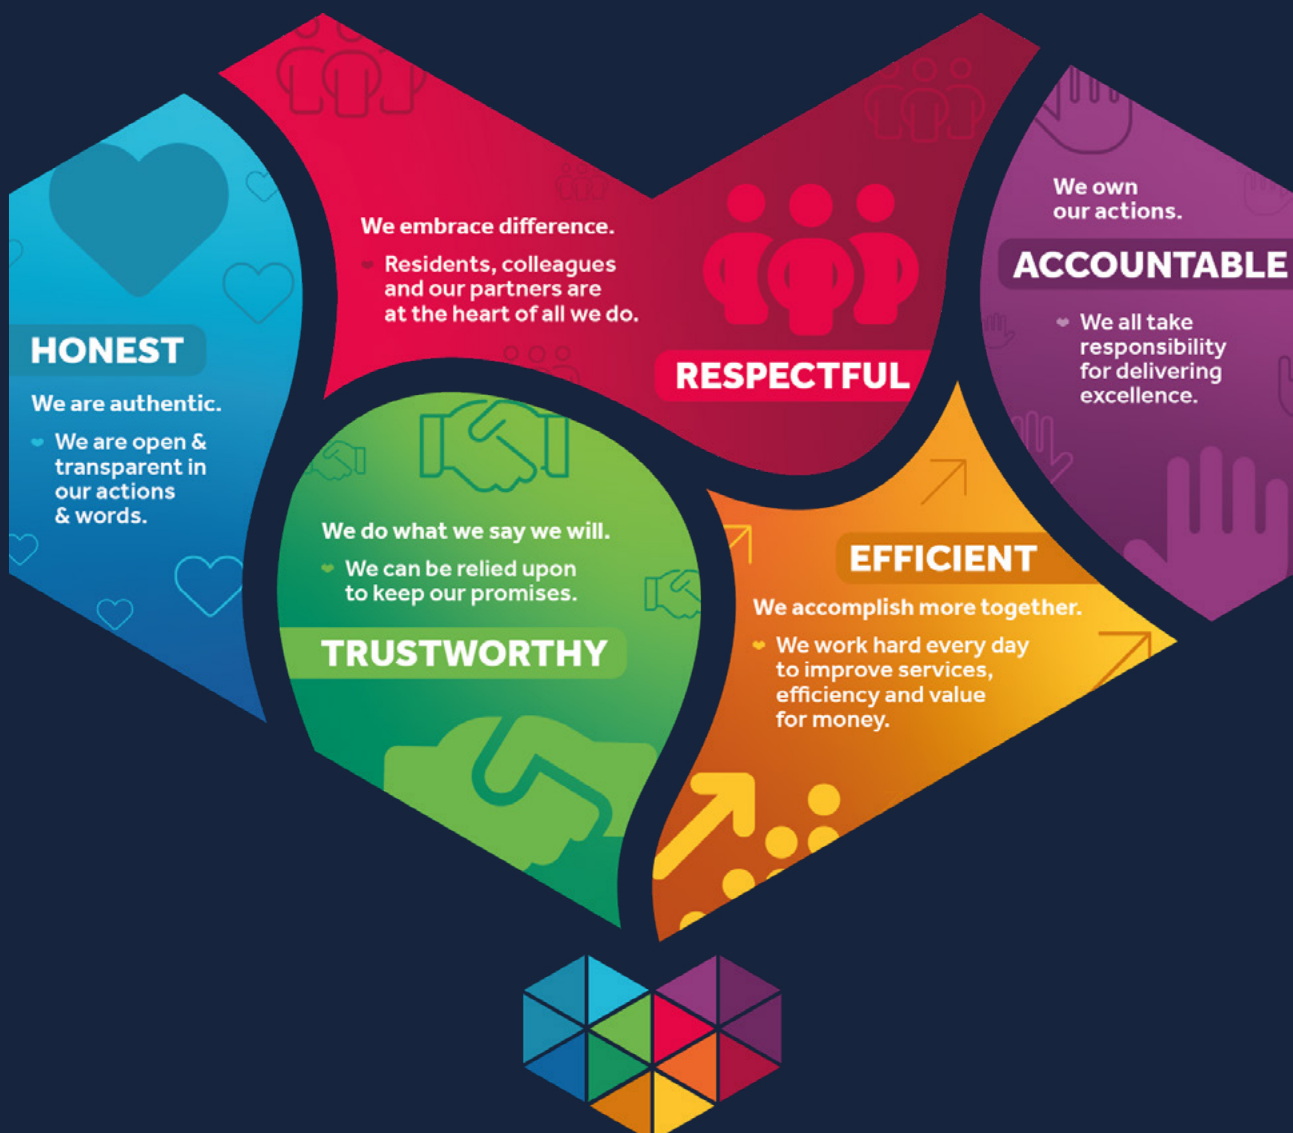 HONEST
We are authentic.
We are open &
transparent in
our actions
& words.
We embrace difference.
Residents, colleagues
and our partners are
at the heart of all we do.
RESPECTFUL
We own
our actions.
ACCOUNTABLE
We all take
responsibility
for delivering
excellence.
We do what we say we will.
We can be relied upon
to keep our promises.
TRUSTWORTHY
EFFICIENT
We accomplish more together.
We work hard every day
to improve services,
efficiency and value
for money.